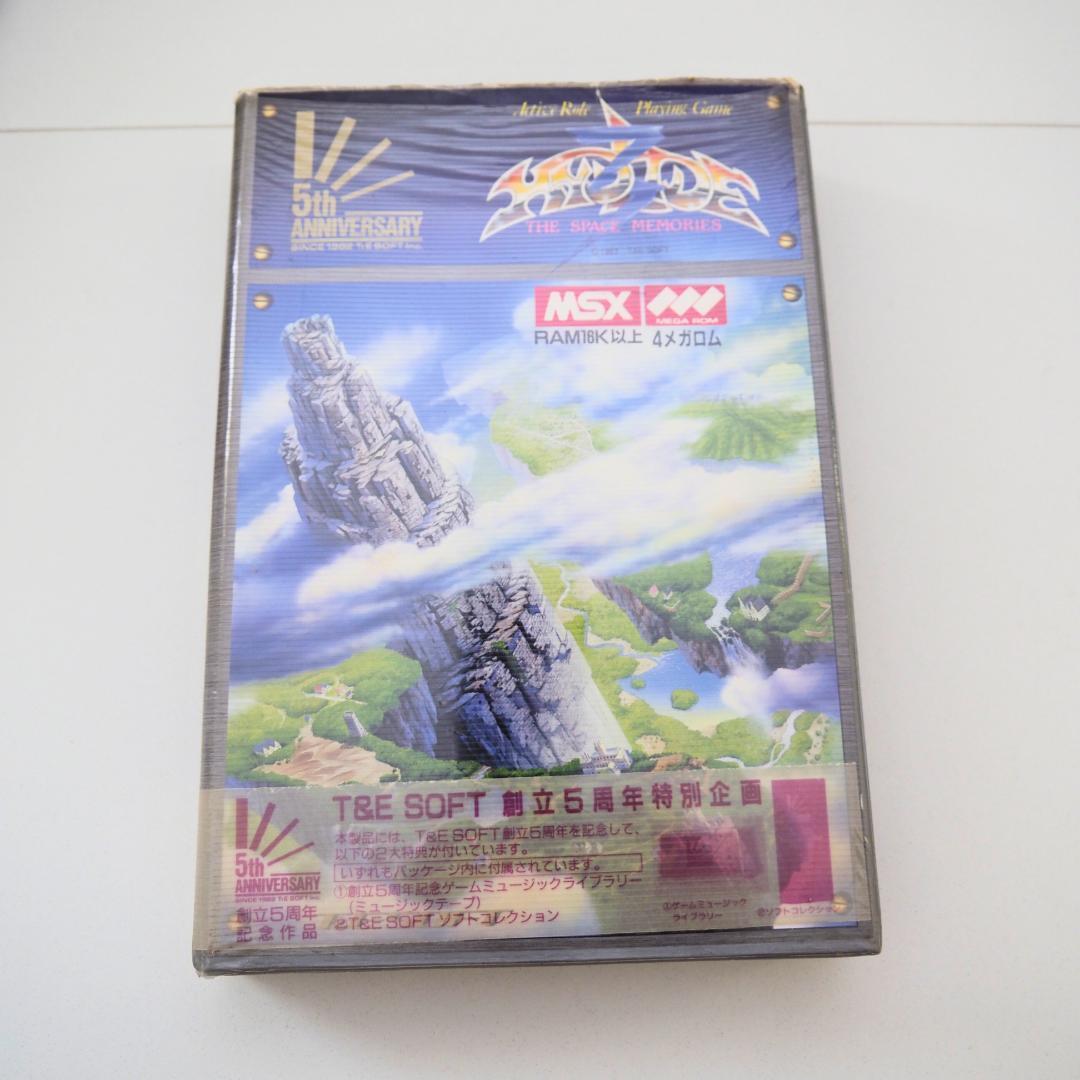 Active Role Playing Game
HYDLIDE 3
THE SPACE MEMORIES
5th
ANNIVERSARY
SINCE 1982 T&E SOFT Inc.
MSX
MEGA ROM
RAM16K以上 4メガロム
T&E SOFT 創立5周年特別企画
本製品には、T&E SOFT創立5周年を記念して、
以下の2大特典が付いています。
いずれもパッケージ内に付属されています。
①創立5周年記念ゲームミュージックライブラリー
(ミュージックテープ)
②T&E SOFT ソフトコレクション
5th
ANNIVERSARY
SINCE 1982 T&E SOFT Inc.
創立5周年
記念作品
①ゲームミュージック
ライブラリー
②ソフトコレクション